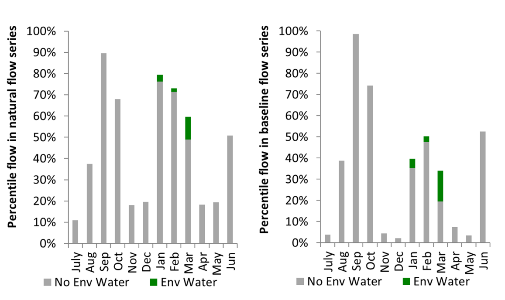 Percentile flow in natural flow series
100%
90%
80%
70%
60%
50%
40%
30%
20%
10%
0%
July
Aug
Sep
Oct
Nov
Dec
Jan
Feb
Mar
Apr
May
Jun
No Env Water
Env Water
Percentile flow in baseline flow series
100%
90%
80%
70%
60%
50%
40%
30%
20%
10%
0%
July
Aug
Sep
Oct
Nov
Dec
Jan
Feb
Mar
Apr
May
Jun
No Env Water
Env Water